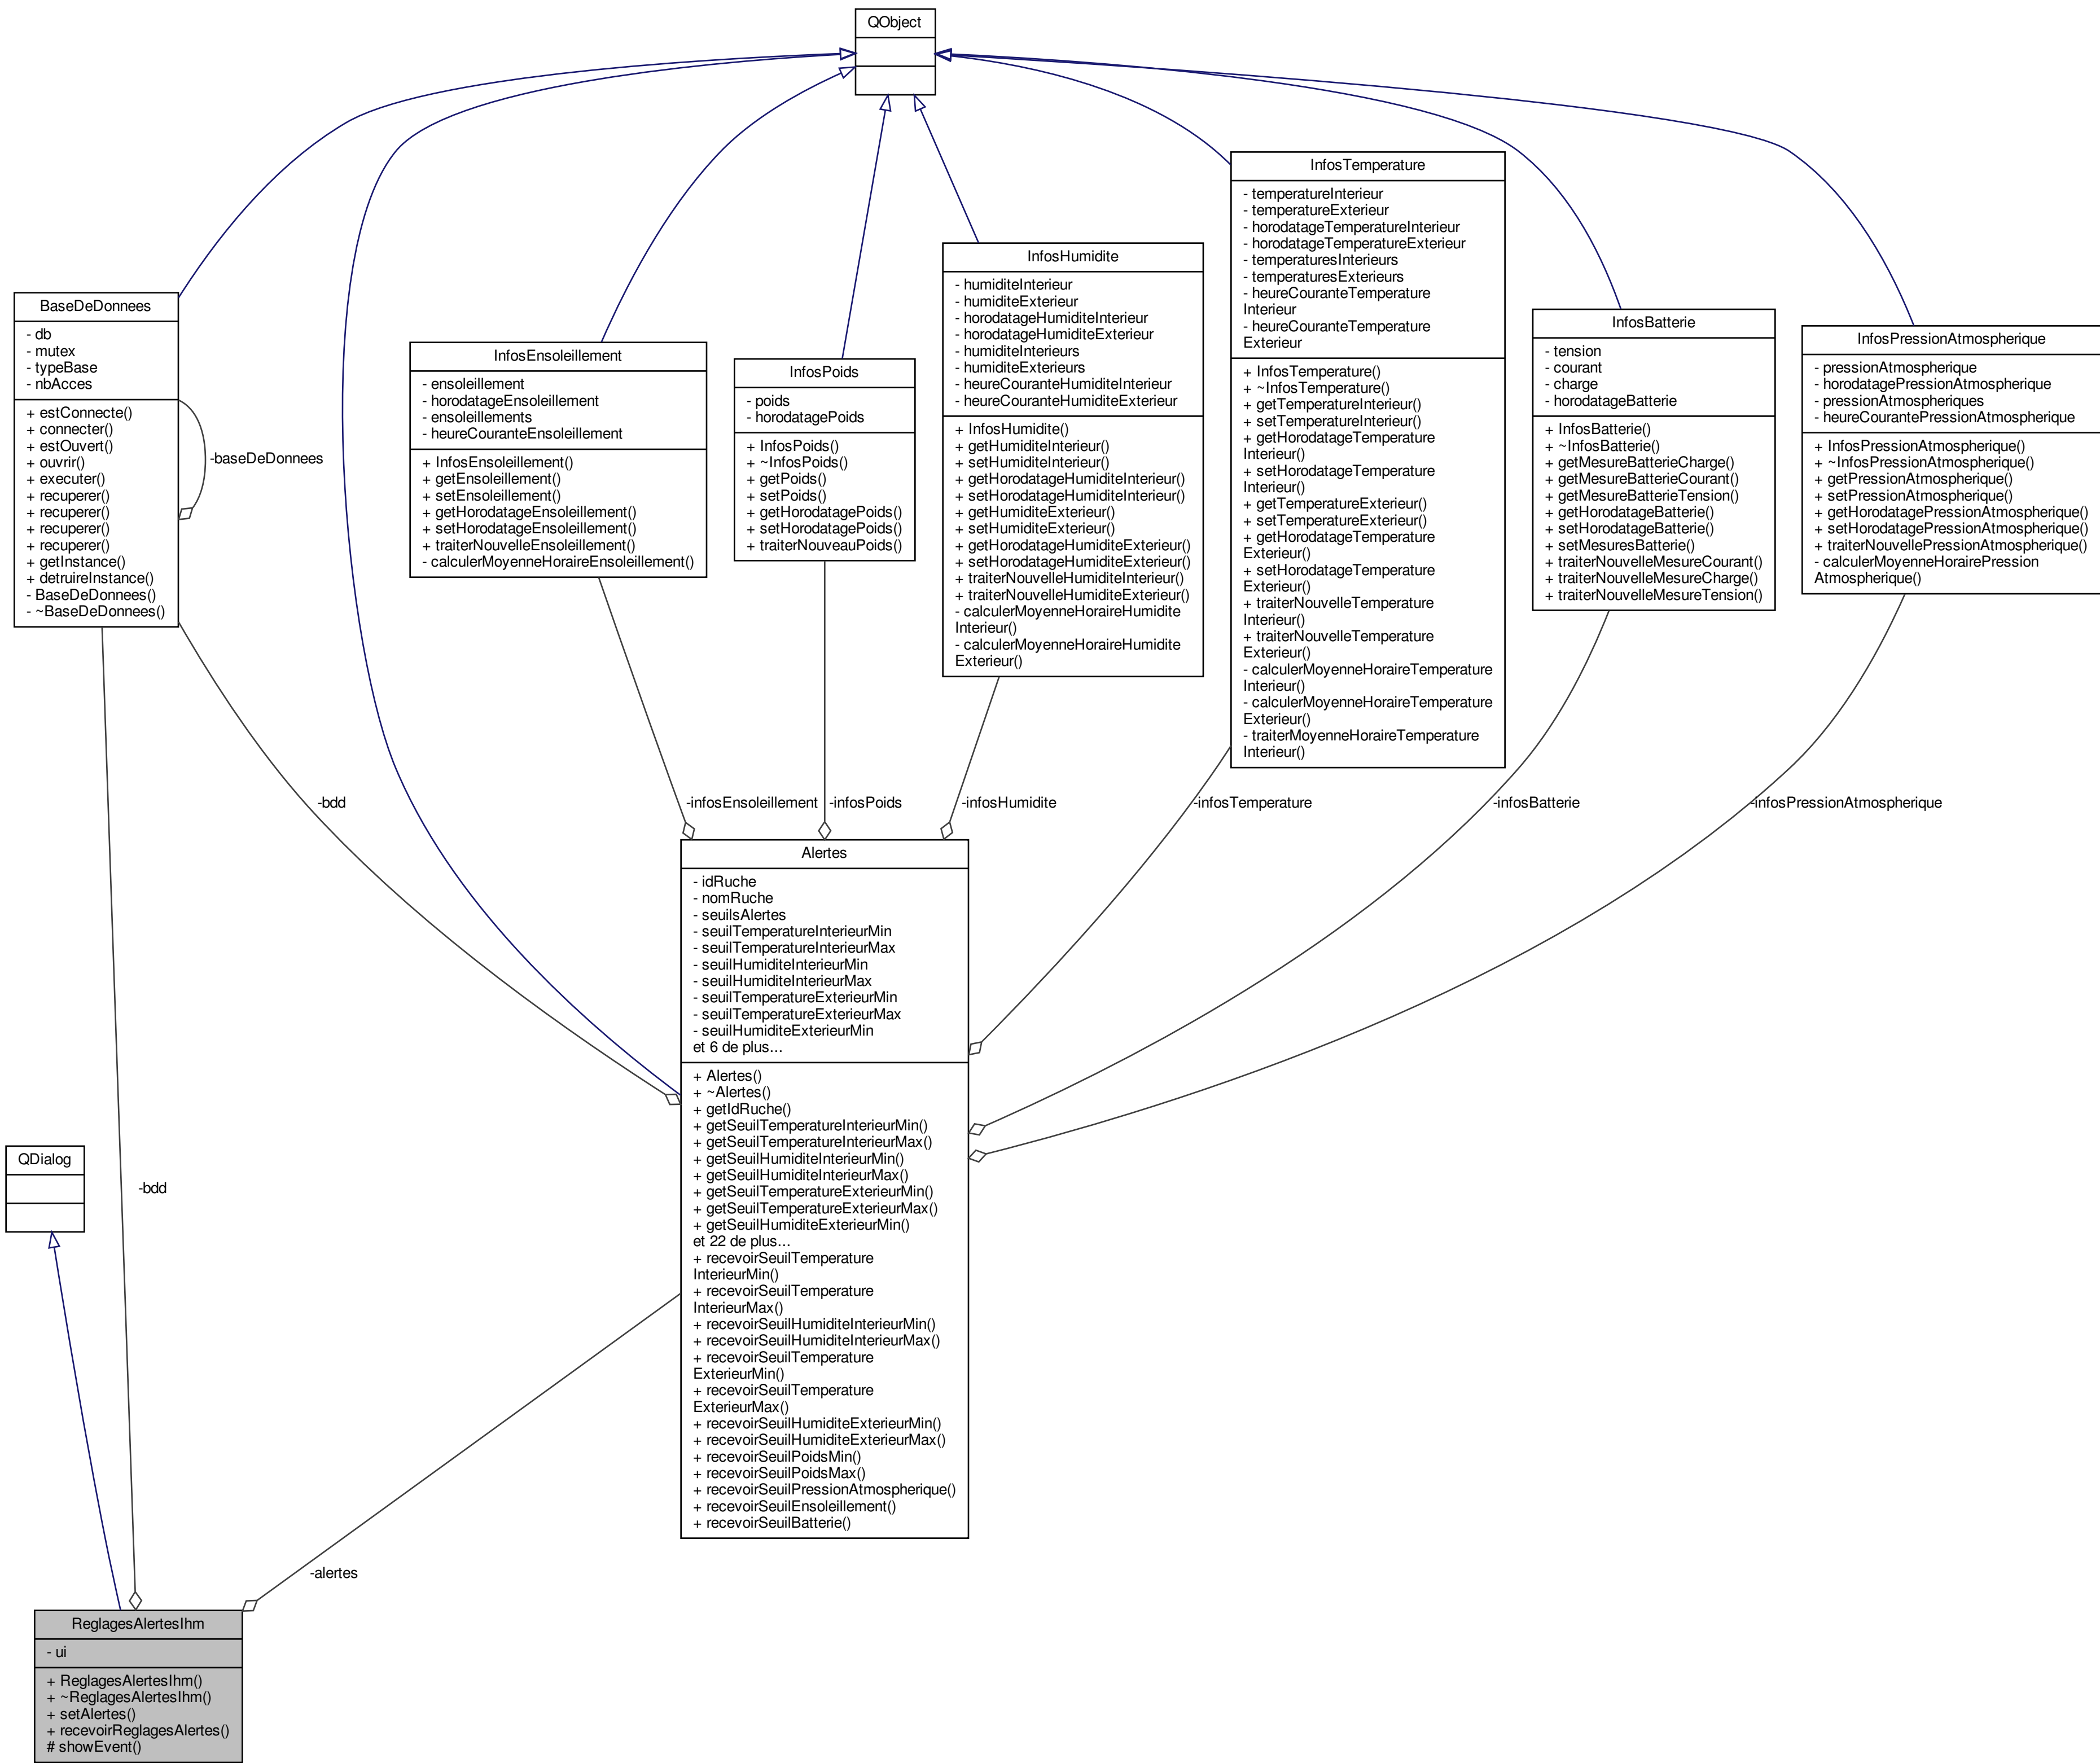 QObject
InfosTemperature
- temperatureInterieur
- temperatureExterieur
- horodatageTemperatureInterieur
- horodatageTemperatureExterieur
- temperaturesInterieurs
- temperaturesExterieurs
- heureCouranteTemperature
Interieur
- heureCouranteTemperature
Exterieur
+ InfosTemperature()
+ ~InfosTemperature()
+ getTemperatureInterieur()
+ setTemperatureInterieur()
+ getHorodatageTemperature
Interieur()
+ setHorodatageTemperature
Interieur()
+ getTemperatureExterieur()
+ setTemperatureExterieur()
+ getHorodatageTemperature
Exterieur()
+ setHorodatageTemperature
Exterieur()
+ traiterNouvelleTemperature
Interieur()
+ traiterNouvelleTemperature
Exterieur()
- calculerMoyenneHoraireTemperature
Interieur()
- calculerMoyenneHoraireTemperature
Exterieur()
- traiterMoyenneHoraireTemperature
Interieur()
InfosHumidite
- humiditeInterieur
- humiditeExterieur
- horodatageHumiditeInterieur
- horodatageHumiditeExterieur
- humiditeInterieurs
- humiditeExterieurs
- heureCouranteHumiditeInterieur
- heureCouranteHumiditeExterieur
+ InfosHumidite()
+ getHumiditeInterieur()
+ setHumiditeInterieur()
+ getHorodatageHumiditeInterieur()
+ setHorodatageHumiditeInterieur()
+ getHumiditeExterieur()
+ setHumiditeExterieur()
+ getHorodatageHumiditeExterieur()
+ setHorodatageHumiditeExterieur()
+ traiterNouvelleHumiditeInterieur()
+ traiterNouvelleHumiditeExterieur()
- calculerMoyenneHoraireHumidite
Interieur()
- calculerMoyenneHoraireHumidite
Exterieur()
BaseDeDonnees
- db
- mutex
- typeBase
- nbAcces
+ estConnecte()
+ connecter()
+ estOuvert()
+ ouvrir()
+ executer()
+ recuperer()
+ recuperer()
+ recuperer()
+ recuperer()
+ getInstance()
+ detruireInstance()
- BaseDeDonnees()
- ~BaseDeDonnees()
-baseDeDonnees
InfosEnsoleillement
- ensoleillement
- horodatageEnsoleillement
- ensoleillements
- heureCouranteEnsoleillement
+ InfosEnsoleillement()
+ getEnsoleillement()
+ setEnsoleillement()
+ getHorodatageEnsoleillement()
+ setHorodatageEnsoleillement()
+ traiterNouvelleEnsoleillement()
- calculerMoyenneHoraireEnsoleillement()
InfosPoids
- poids
- horodatagePoids
+ InfosPoids()
+ ~InfosPoids()
+ getPoids()
+ setPoids()
+ getHorodatagePoids()
+ setHorodatagePoids()
+ traiterNouveauPoids()
InfosBatterie
- tension
- courant
- charge
- horodatageBatterie
+ InfosBatterie()
+ ~InfosBatterie()
+ getMesureBatterieCharge()
+ getMesureBatterieCourant()
+ getMesureBatterieTension()
+ getHorodatageBatterie()
+ setHorodatageBatterie()
+ setMesuresBatterie()
+ traiterNouvelleMesureCourant()
+ traiterNouvelleMesureCharge()
+ traiterNouvelleMesureTension()
InfosPressionAtmospherique
- pressionAtmospherique
- horodatagePressionAtmospherique
- pressionAtmospheriques
- heureCourantePressionAtmospherique
+ InfosPressionAtmospherique()
+ ~InfosPressionAtmospherique()
+ getPressionAtmospherique()
+ setPressionAtmospherique()
+ getHorodatagePressionAtmospherique()
+ setHorodatagePressionAtmospherique()
+ traiterNouvellePressionAtmospherique()
- calculerMoyenneHorairePression
Atmospherique()
-bdd
-infosEnsoleillement
-infosPoids
-infosHumidite
-infosTemperature
-infosBatterie
-infosPressionAtmospherique
Alertes
- idRuche
- nomRuche
- seuilsAlertes
- seuilTemperatureInterieurMin
- seuilTemperatureInterieurMax
- seuilHumiditeInterieurMin
- seuilHumiditeInterieurMax
- seuilTemperatureExterieurMin
- seuilTemperatureExterieurMax
- seuilHumiditeExterieurMin
et 6 de plus...
+ Alertes()
+ ~Alertes()
+ getIdRuche()
+ getSeuilTemperatureInterieurMin()
+ getSeuilTemperatureInterieurMax()
+ getSeuilHumiditeInterieurMin()
+ getSeuilHumiditeInterieurMax()
+ getSeuilTemperatureExterieurMin()
+ getSeuilTemperatureExterieurMax()
+ getSeuilHumiditeExterieurMin()
et 22 de plus...
+ recevoirSeuilTemperature
InterieurMin()
+ recevoirSeuilTemperature
InterieurMax()
+ recevoirSeuilHumiditeInterieurMin()
+ recevoirSeuilHumiditeInterieurMax()
+ recevoirSeuilTemperature
ExterieurMin()
+ recevoirSeuilTemperature
ExterieurMax()
+ recevoirSeuilHumiditeExterieurMin()
+ recevoirSeuilHumiditeExterieurMax()
+ recevoirSeuilPoidsMin()
+ recevoirSeuilPoidsMax()
+ recevoirSeuilPressionAtmospherique()
+ recevoirSeuilEnsoleillement()
+ recevoirSeuilBatterie()
QDialog
-bdd
-alertes
ReglagesAlertesIhm
- ui
+ ReglagesAlertesIhm()
+ ~ReglagesAlertesIhm()
+ setAlertes()
+ recevoirReglagesAlertes()
# showEvent()